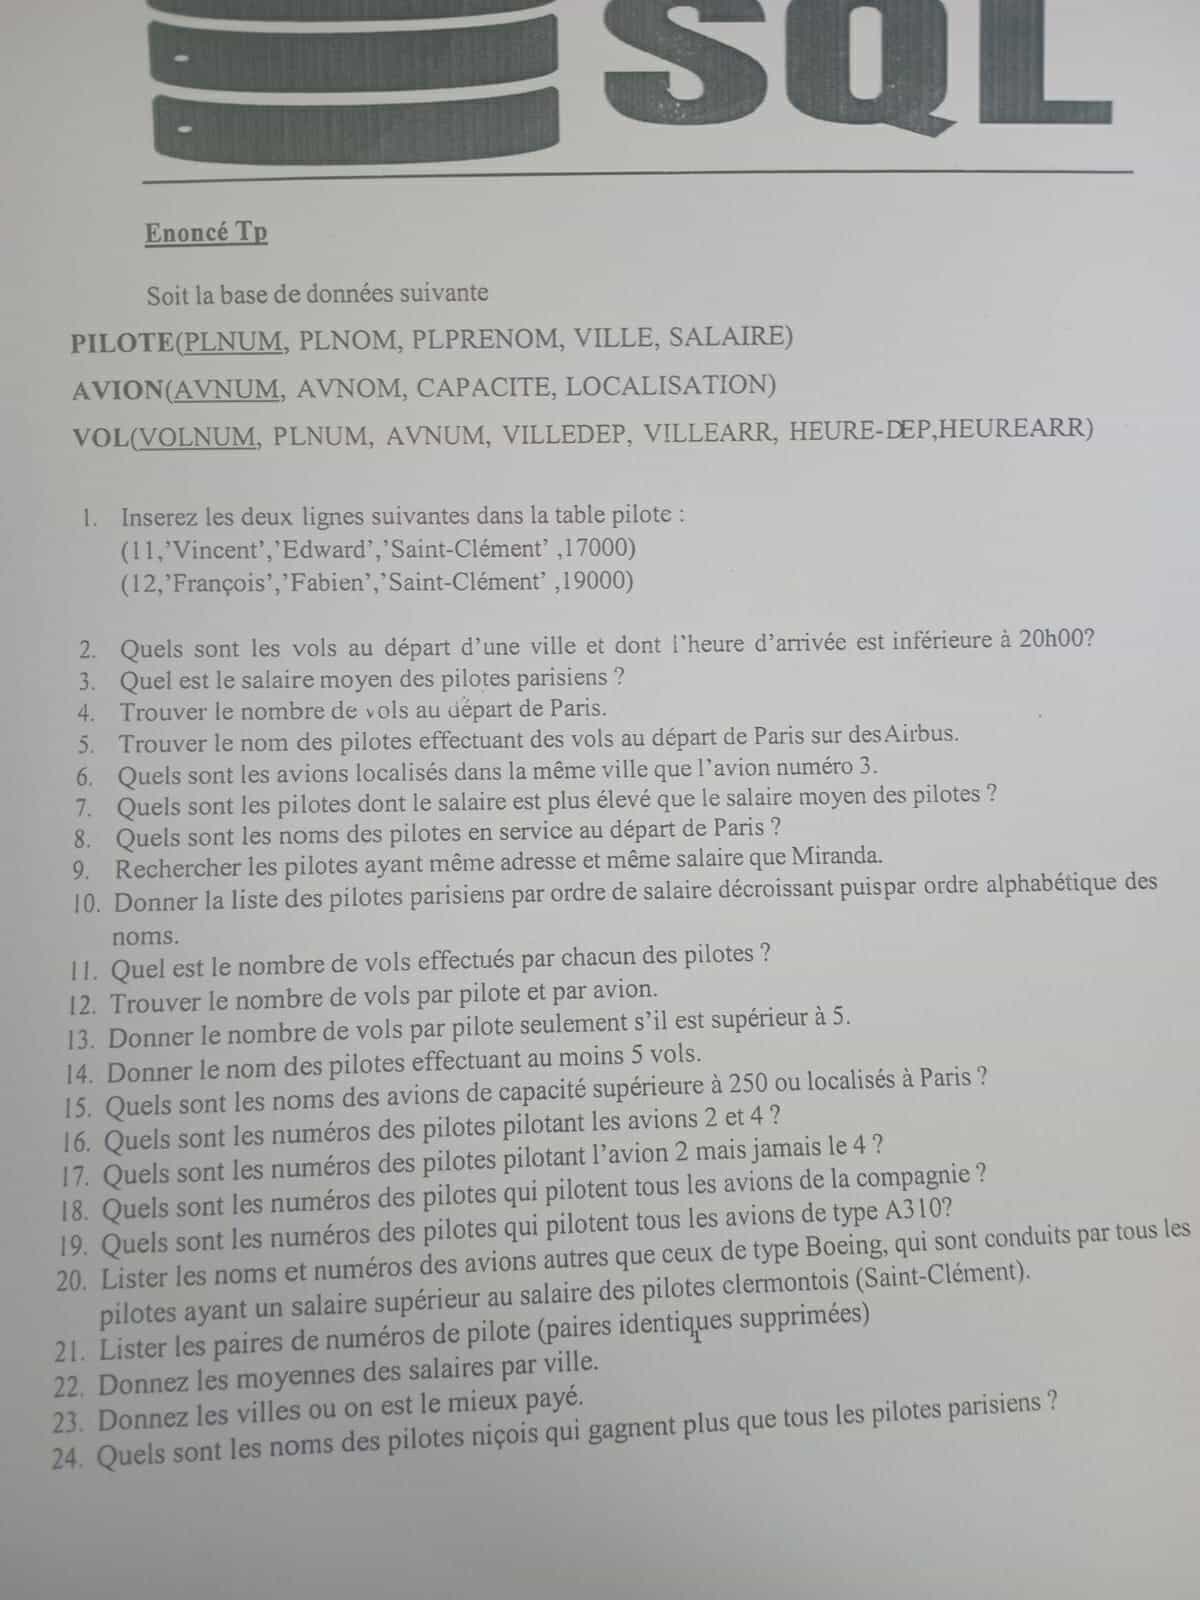 SQL
Enoncé Tp
Soit la base de données suivante
PILOTE(PLNUM, PLNOM, PLPRENOM, VILLE, SALAIRE)
AVION(AVNUM, AVNOM, CAPACITE, LOCALISATION)
VOL(VOLNUM, PLNUM, AVNUM, VILLEDEP, VILLEARR, HEURE-DEP,HEUREARR)
1. Inserez les deux lignes suivantes dans la table pilote :
(11,’Vincent’,’Edward’,’Saint-Clément’ ,17000)
(12,’François’,’Fabien’,’Saint-Clément’ ,19000)
2. Quels sont les vols au départ d’une ville et dont l’heure d’arrivée est inférieure à 20h00?
3. Quel est le salaire moyen des pilotes parisiens ?
4. Trouver le nombre de vols au départ de Paris.
5. Trouver le nom des pilotes effectuant des vols au départ de Paris sur des Airbus.
6. Quels sont les avions localisés dans la même ville que l’avion numéro 3.
7. Quels sont les pilotes dont le salaire est plus élevé que le salaire moyen des pilotes ?
8. Quels sont les noms des pilotes en service au départ de Paris ?
9. Rechercher les pilotes ayant même adresse et même salaire que Miranda.
10. Donner la liste des pilotes parisiens par ordre de salaire décroissant puispar ordre alphabétique des
noms.
11. Quel est le nombre de vols effectués par chacun des pilotes ?
12. Trouver le nombre de vols par pilote et par avion.
13. Donner le nombre de vols par pilote seulement s’il est supérieur à 5.
14. Donner le nom des pilotes effectuant au moins 5 vols.
15. Quels sont les noms des avions de capacité supérieure à 250 ou localisés à Paris ?
16. Quels sont les numéros des pilotes pilotant les avions 2 et 4 ?
17. Quels sont les numéros des pilotes pilotant l’avion 2 mais jamais le 4 ?
18. Quels sont les numéros des pilotes qui pilotent tous les avions de la compagnie ?
19. Quels sont les numéros des pilotes qui pilotent tous les avions de type A310?
20. Lister les noms et numéros des avions autres que ceux de type Boeing, qui sont conduits par tous les
pilotes ayant un salaire supérieur au salaire des pilotes clermontois (Saint-Clément).
21. Lister les paires de numéros de pilote (paires identiques supprimées)
22. Donnez les moyennes des salaires par ville.
23. Donnez les villes ou on est le mieux payé.
24. Quels sont les noms des pilotes niçois qui gagnent plus que tous les pilotes parisiens ?